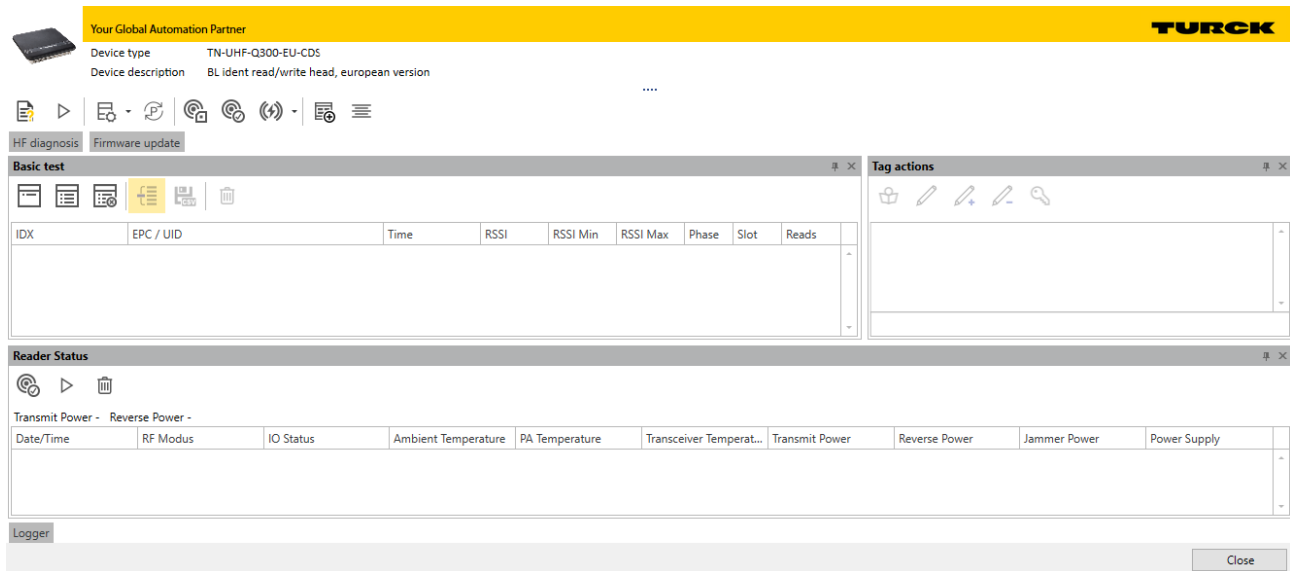 Your Global Automation Partner
TURCK
Device type TN-UHF-Q300-EU-CDS
Device description BL ident read/write head, european version
....
HF diagnosis Firmware update
Basic test
Tag actions
CSV
IDX EPC / UID Time RSSI RSSI Min RSSI Max Phase Slot Reads
Reader Status
Transmit Power - Reverse Power -
Date/Time RF Modus IO Status Ambient Temperature PA Temperature Transceiver Temperat... Transmit Power Reverse Power Jammer Power Power Supply
Logger
Close